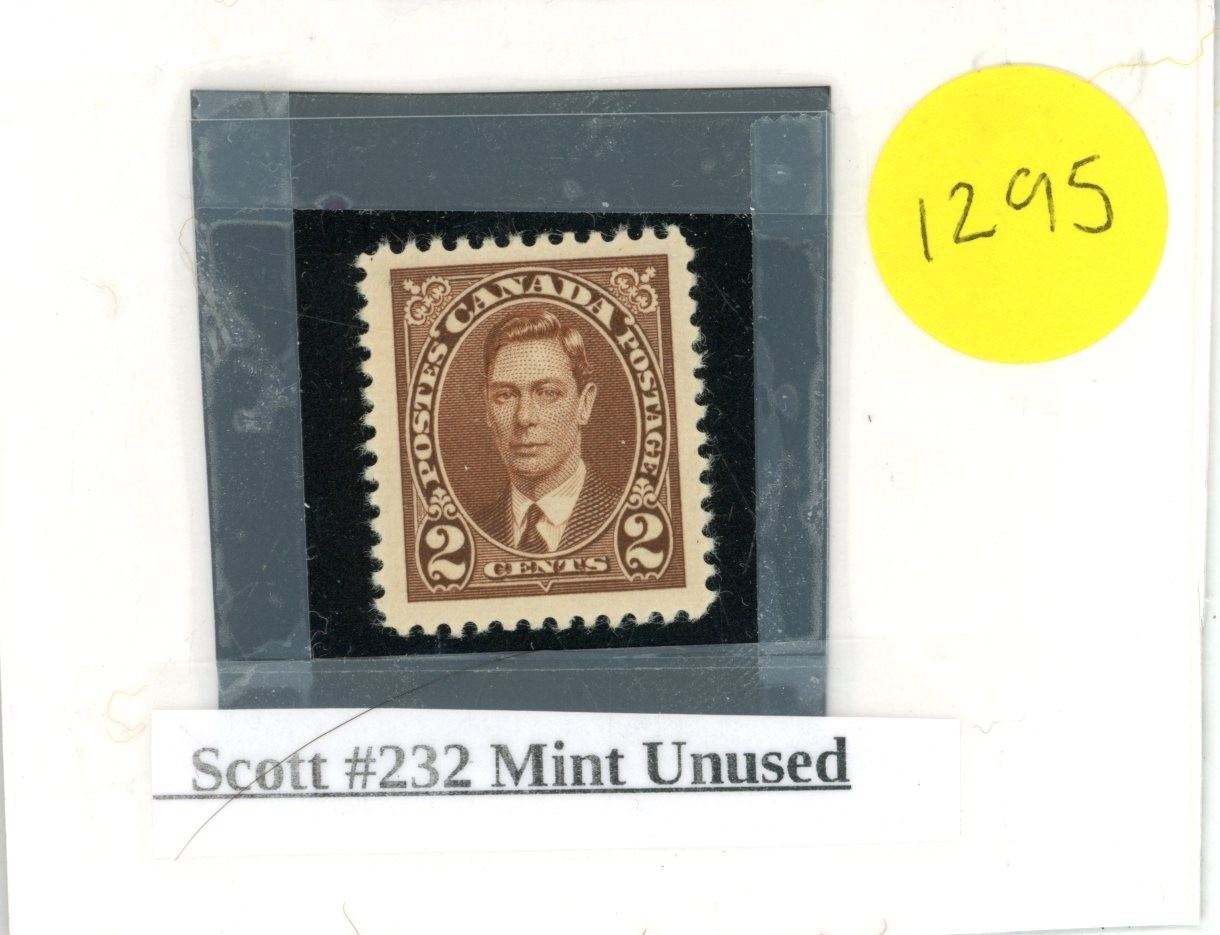 1295
POSTES CANADA POSTAGE
2 CENTS 2
Scott #232 Mint Unused